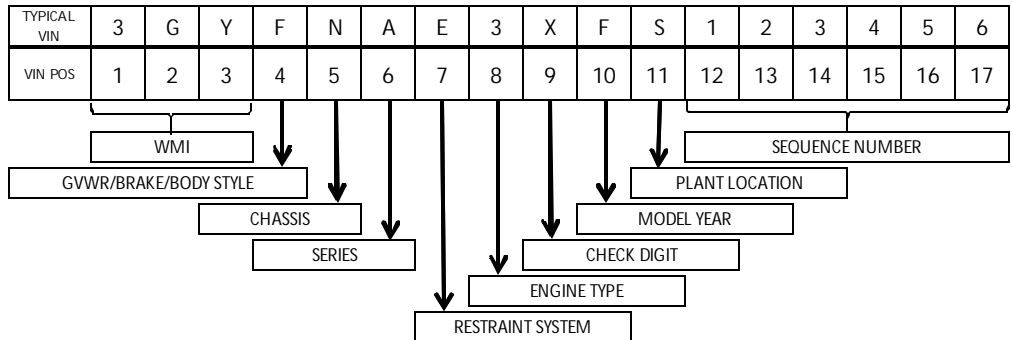 TYPICAL VIN 3 G Y F N A E 3 X F S 1 2 3 4 5 6
VIN POS 1 2 3 4 5 6 7 8 9 10 11 12 13 14 15 16 17
WMI SEQUENCE NUMBER
GVWR/BRAKE/BODY STYLE PLANT LOCATION
CHASSIS MODEL YEAR
SERIES CHECK DIGIT
ENGINE TYPE
RESTRAINT SYSTEM